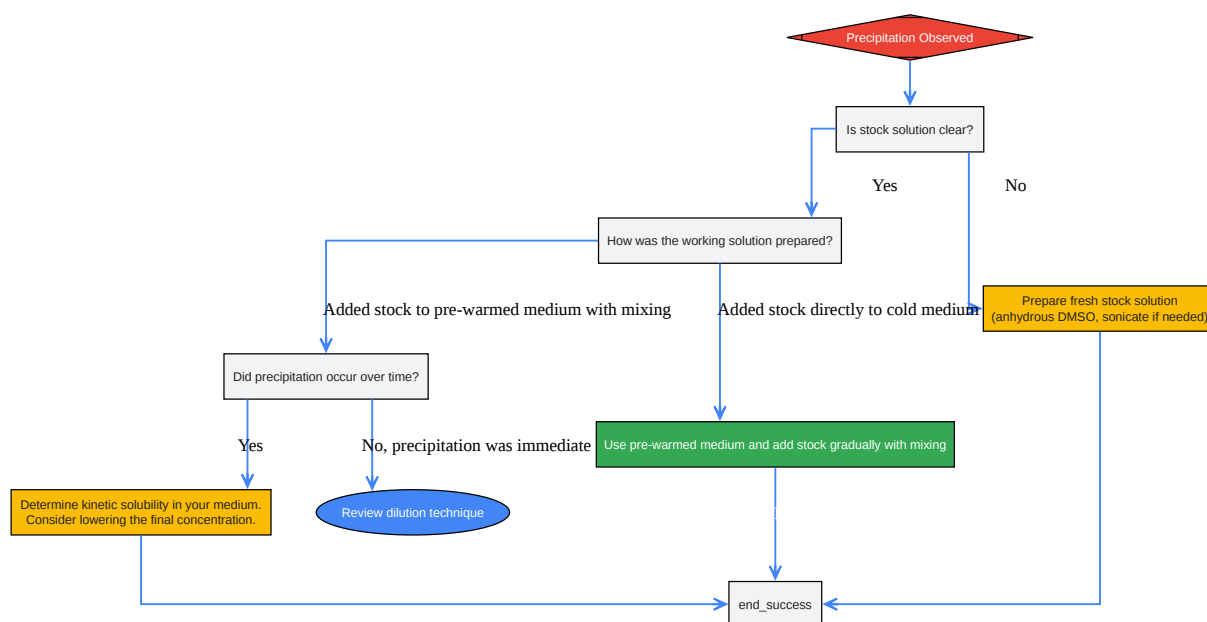 Precipitation Observed
Is stock solution clear?
Yes
No
How was the working solution prepared?
Added stock to pre-warmed medium with mixing
Added stock directly to cold medium
Prepare fresh stock solution
(anhydrous DMSO, sonicate if needed)
Did precipitation occur over time?
Yes
No, precipitation was immediate
Use pre-warmed medium and add stock gradually with mixing
Determine kinetic solubility in your medium.
Consider lowering the final concentration.
Review dilution technique
end_success